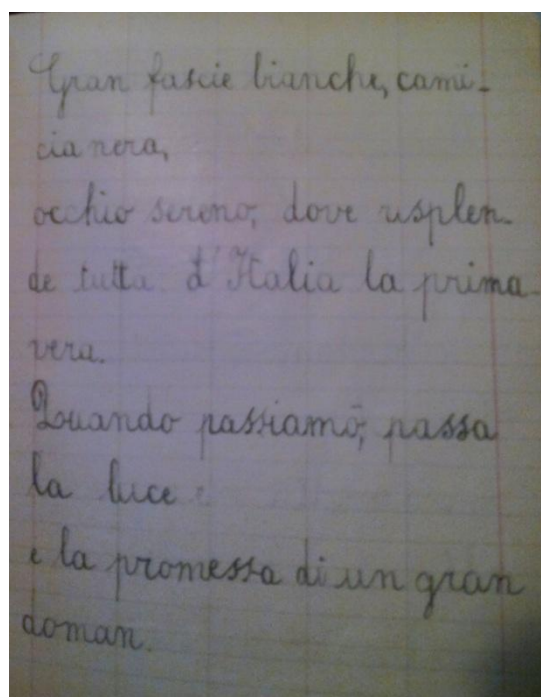 Gran fascie bianche, cami-
cia nera,
occhio sereno, dove risplen-
de tutta d'Italia la prima-
vera.
Quando passiamo, passa
la luce
e la promessa di un gran
doman.